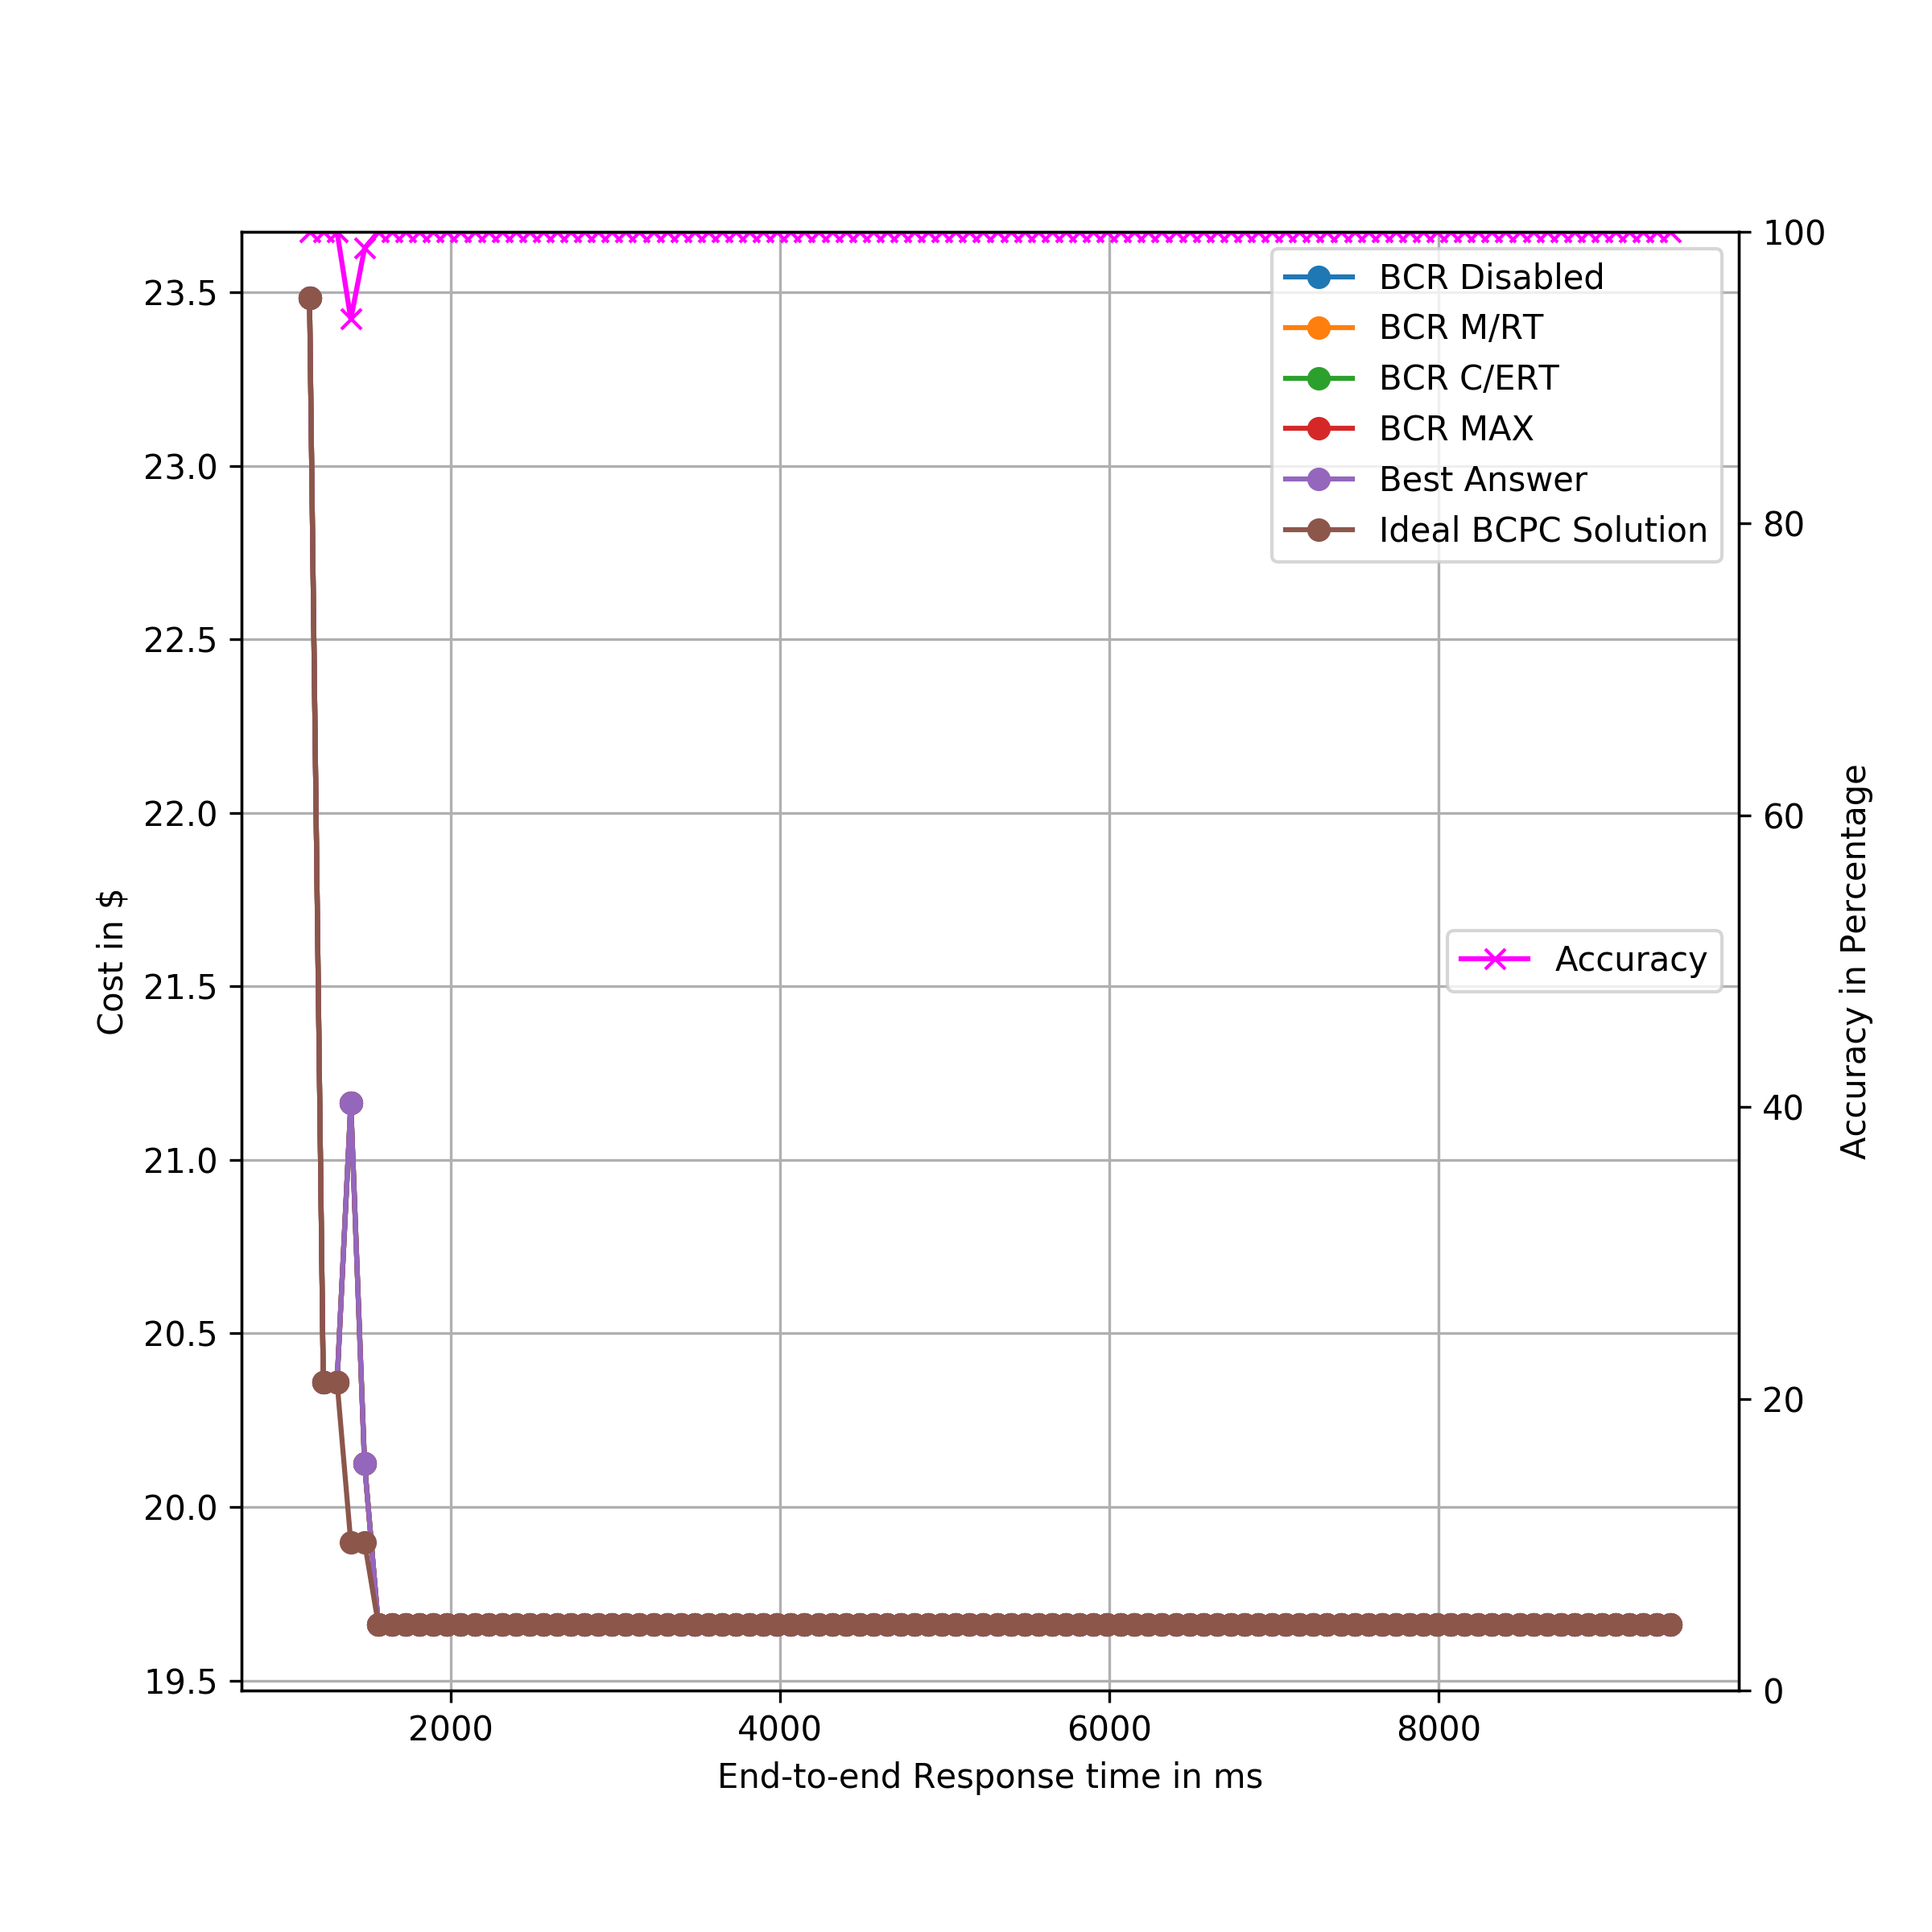 23.5
23.0
22.5
22.0
21.5
21.0
20.5
20.0
19.5
Cost in $
2000 4000 6000 8000
End-to-end Response time in ms
100
80
60
40
20
0
Accuracy in Percentage
BCR Disabled
BCR M/RT
BCR C/ERT
BCR MAX
Best Answer
Ideal BCPC Solution
Accuracy